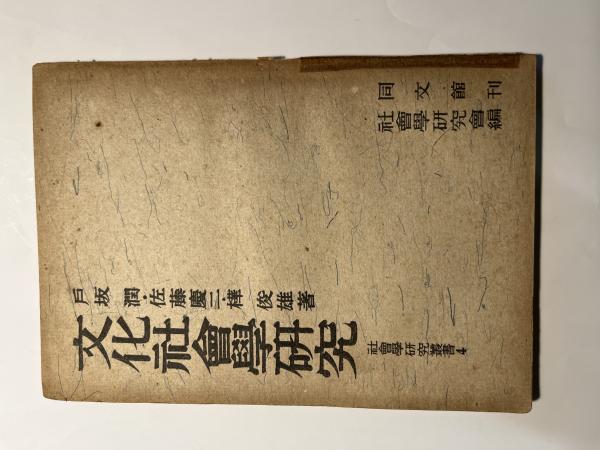 戸坂潤・佐藤慶二・樺俊雄著
文化社會學研究
社會學研究叢書4
社會學研究會編
同文館刊